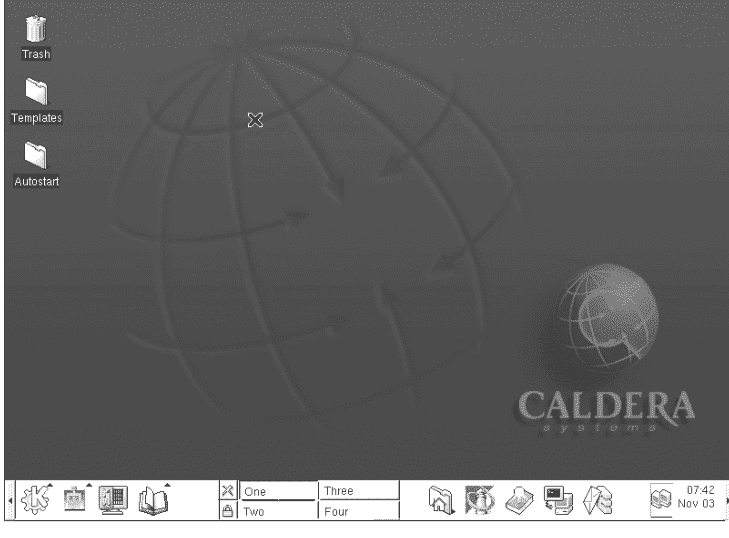 Trash
Templates
Autostart
CALDERA
systems
One
Three
Two
Four
07:42
Nov 03